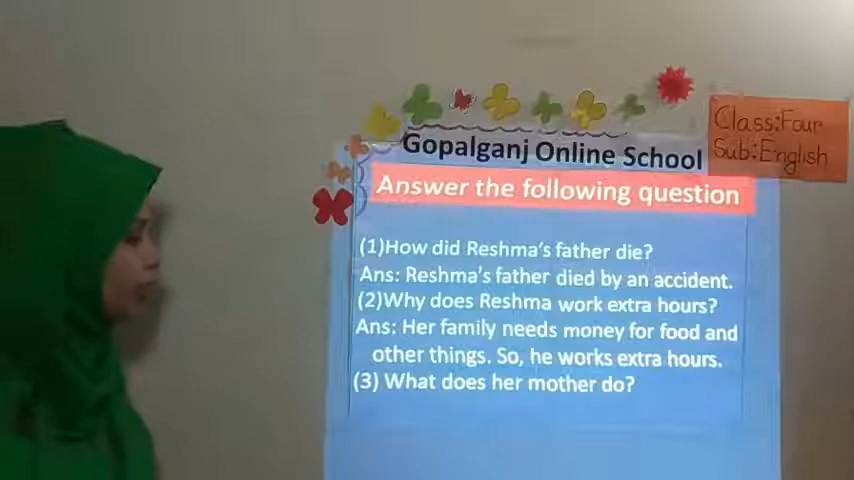 Class:Four
Sub:English
Gopalganj Online School
Answer the following question
(1)How did Reshma's father die?
Ans: Reshma's father died by an accident.
(2)Why does Reshma work extra hours?
Ans: Her family needs money for food and
other things. So, he works extra hours.
(3) What does her mother do?